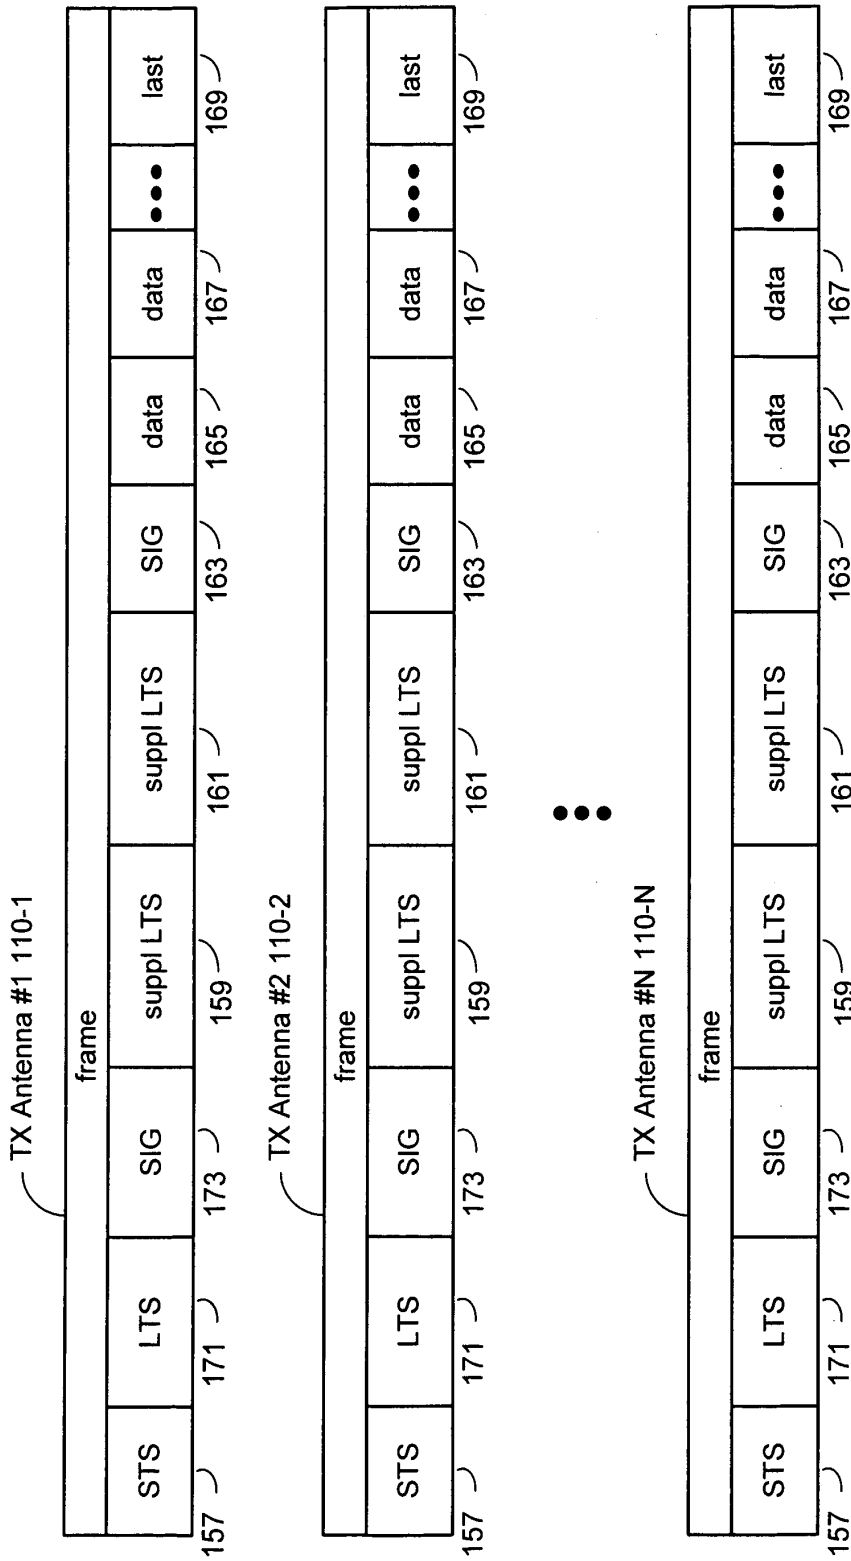 TX Antenna #1 110-1
frame
STS LTS SIG suppl LTS suppl LTS SIG data data ••• last
157 171 173 159 161 163 165 167 169
TX Antenna #2 110-2
frame
STS LTS SIG suppl LTS suppl LTS SIG data data ••• last
157 171 173 159 161 163 165 167 169
•••
TX Antenna #N 110-N
frame
STS LTS SIG suppl LTS suppl LTS SIG data data ••• last
157 171 173 159 161 163 165 167 169